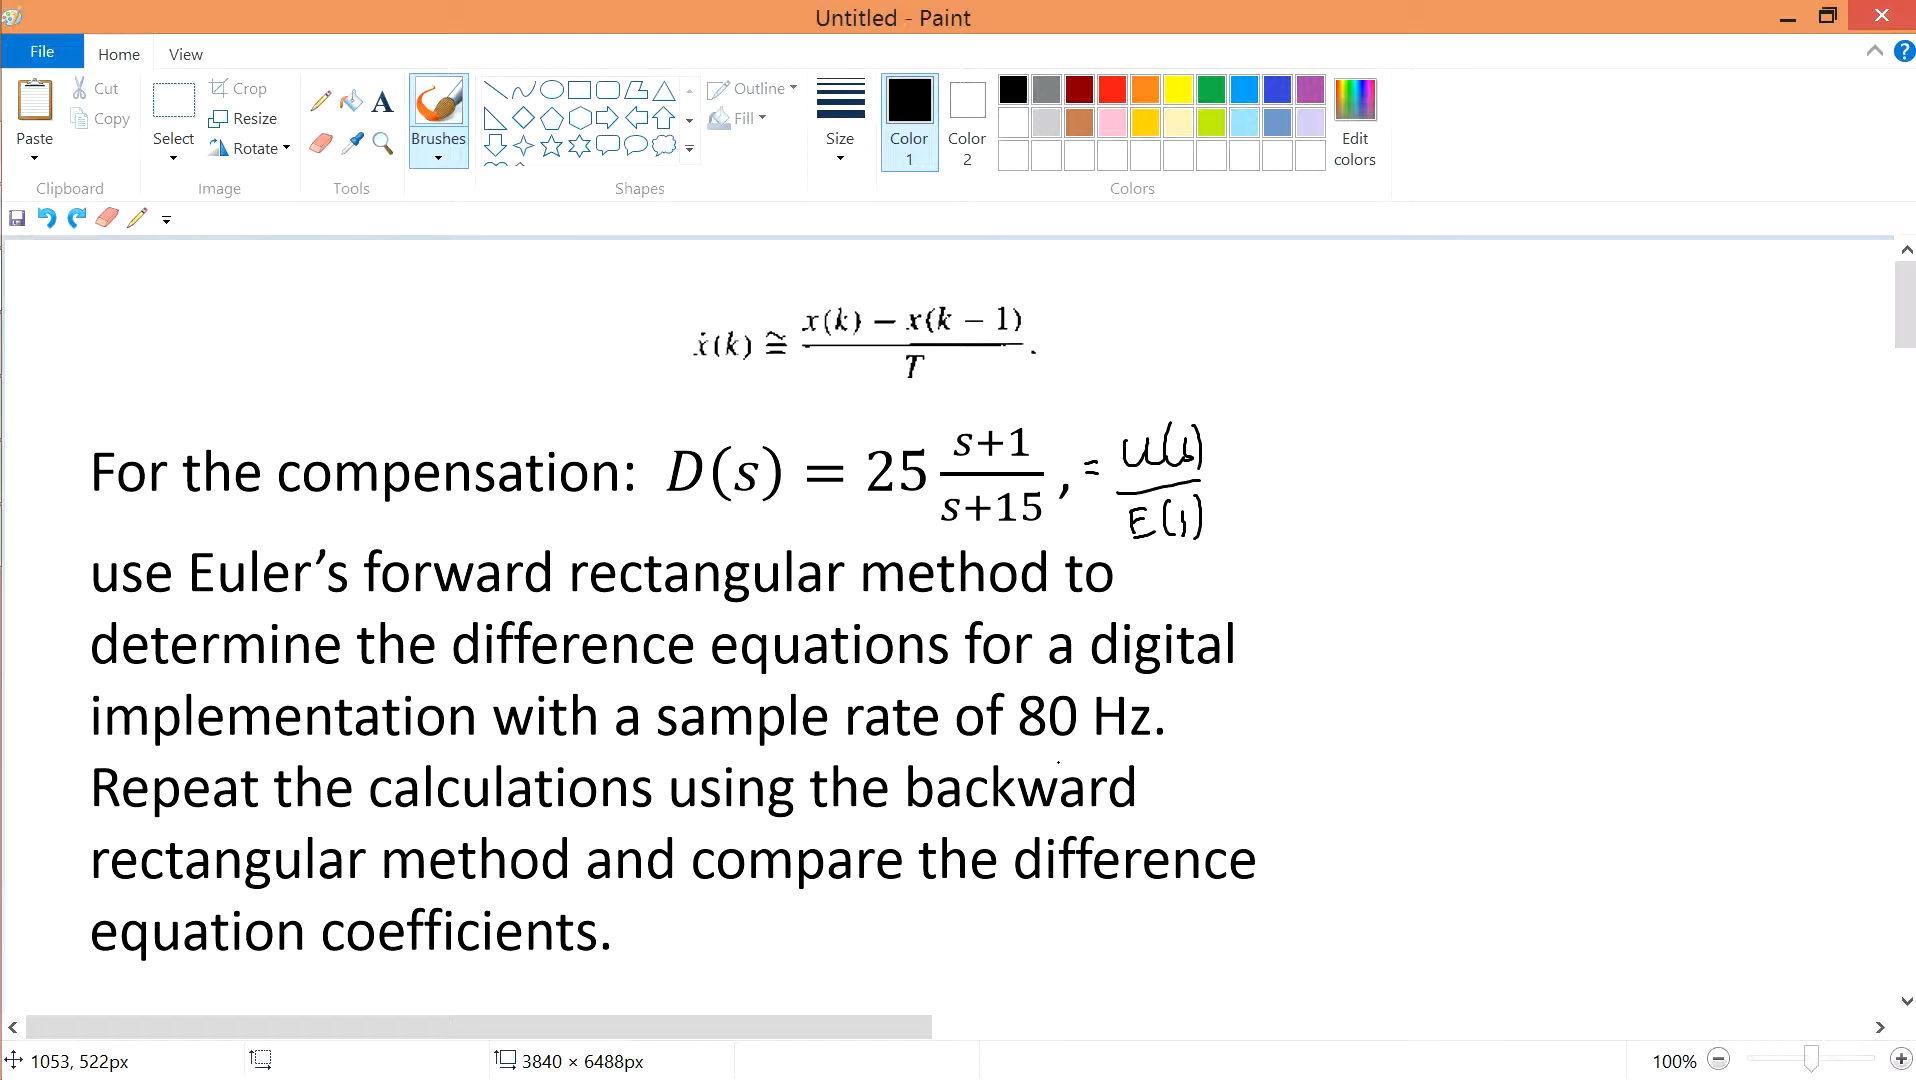 Untitled - Paint
File Home View
Paste
Cut
Copy
Clipboard
Select
Crop
Resize
Rotate
Image
Tools
Brushes
Shapes
Outline
Fill
Size
Color 1
Color 2
Colors
Edit colors
ẋ(k) ≅ x(k) − x(k − 1) / T .
For the compensation: D(s) = 25 s+1 / s+15 , = U(s) / E(s)
use Euler’s forward rectangular method to
determine the difference equations for a digital
implementation with a sample rate of 80 Hz.
Repeat the calculations using the backward
rectangular method and compare the difference
equation coefficients.
1053, 522px
3840 × 6488px
100%